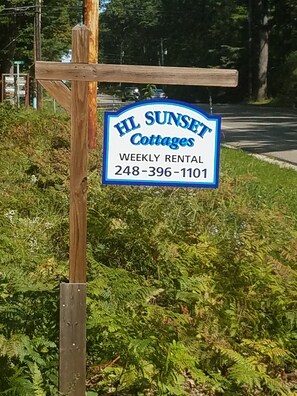 HL SUNSET
Cottages
WEEKLY RENTAL
248-396-1101